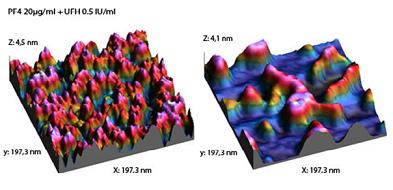 PF4 20µg/ml + UFH 0.5 IU/ml
Z: 4,5 nm
Z: 4,1 nm
y: 197.3 nm
X: 197.3 nm
y: 197,3 nm
X: 197.3 nm